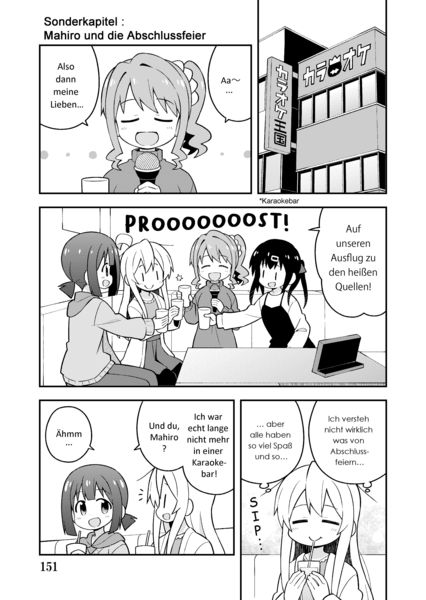 Sonderkapitel :
Mahiro und die Abschlussfeier
カラオケ
カラオケ王国
*Karaokebar
Aa~
...
Also
dann
meine
Lieben...
Auf
unseren
Ausflug zu
den heißen
Quellen!
PROOOOOOOST!
Ich versteh
nicht wirklich
was von
Abschluss-
feiern...
... aber
alle haben
so viel Spaß
und so...
SIP...
Ich war
echt lange
nicht mehr
in einer
Karaoke-
bar!
Und du,
Mahiro
?
Ähmm
...
151